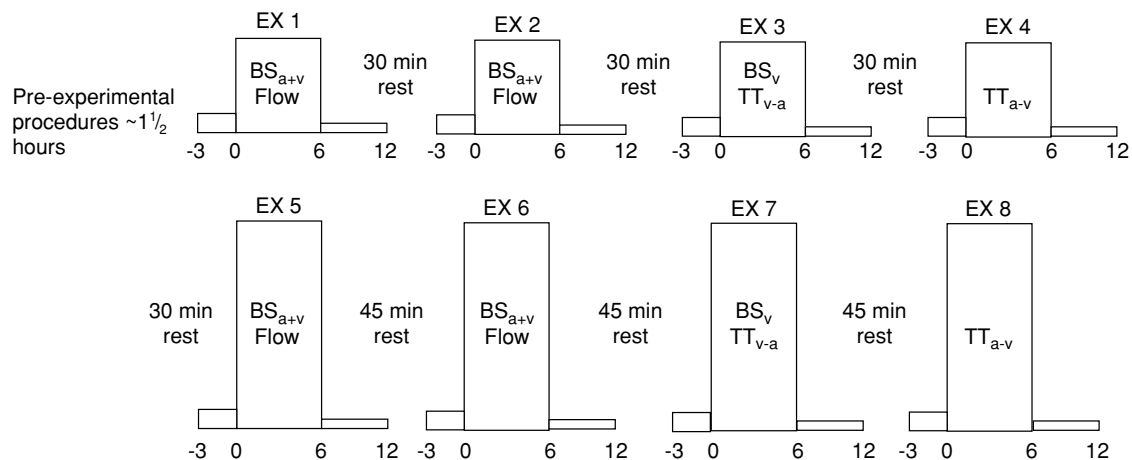 EX 1 EX 2 EX 3 EX 4
Pre-experimental
procedures ~1 1/2
hours
BSa+v
Flow
30 min
rest
BSa+v
Flow
30 min
rest
BSv
TTv-a
30 min
rest
TTa-v
-3 0 6 12 -3 0 6 12 -3 0 6 12 -3 0 6 12
EX 5 EX 6 EX 7 EX 8
30 min
rest
BSa+v
Flow
45 min
rest
BSa+v
Flow
45 min
rest
BSv
TTv-a
45 min
rest
TTa-v
-3 0 6 12 -3 0 6 12 -3 0 6 12 -3 0 6 12